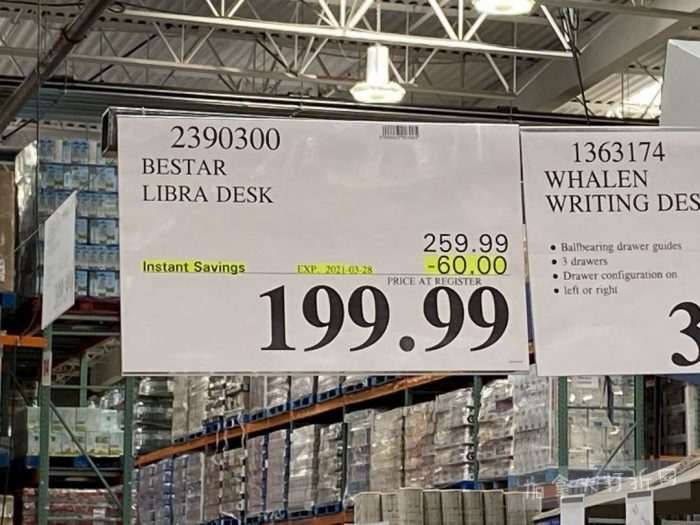 2390300
BESTAR
LIBRA DESK
259.99
Instant Savings EXP. 2021-03-28 -60.00
PRICE AT REGISTER
199.99
1363174
WHALEN
WRITING DES
• Ballbearing drawer guides
• 3 drawers
• Drawer configuration on
• left or right
3